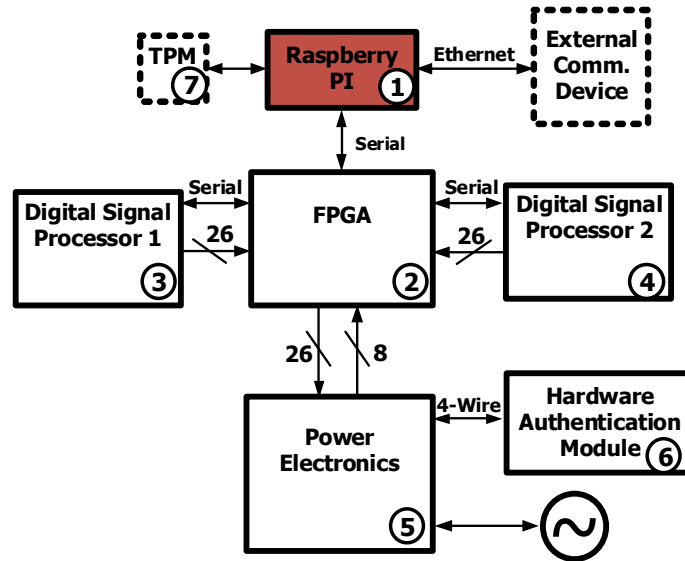 TPM
7
Raspberry
PI
1
Ethernet
External
Comm.
Device
Serial
Serial
Serial
Digital Signal
Processor 1
26
3
FPGA
2
26
Digital Signal
Processor 2
4
26
8
4-Wire
Hardware
Authentication
Module
6
Power
Electronics
5